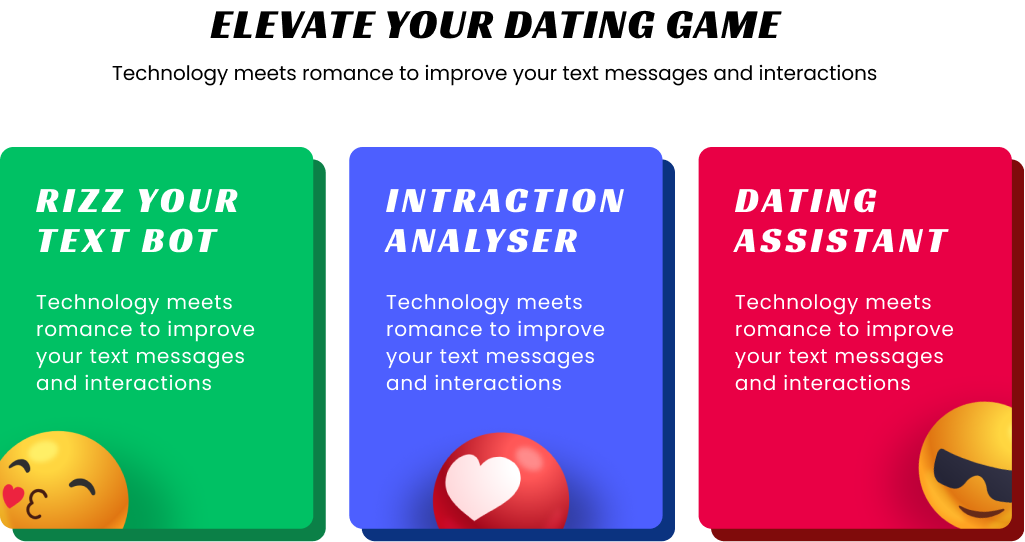 ELEVATE YOUR DATING GAME
Technology meets romance to improve your text messages and interactions
RIZZ YOUR
TEXT BOT
Technology meets
romance to improve
your text messages
and interactions
INTRACTION
ANALYSER
Technology meets
romance to improve
your text messages
and interactions
DATING
ASSISTANT
Technology meets
romance to improve
your text messages
and interactions